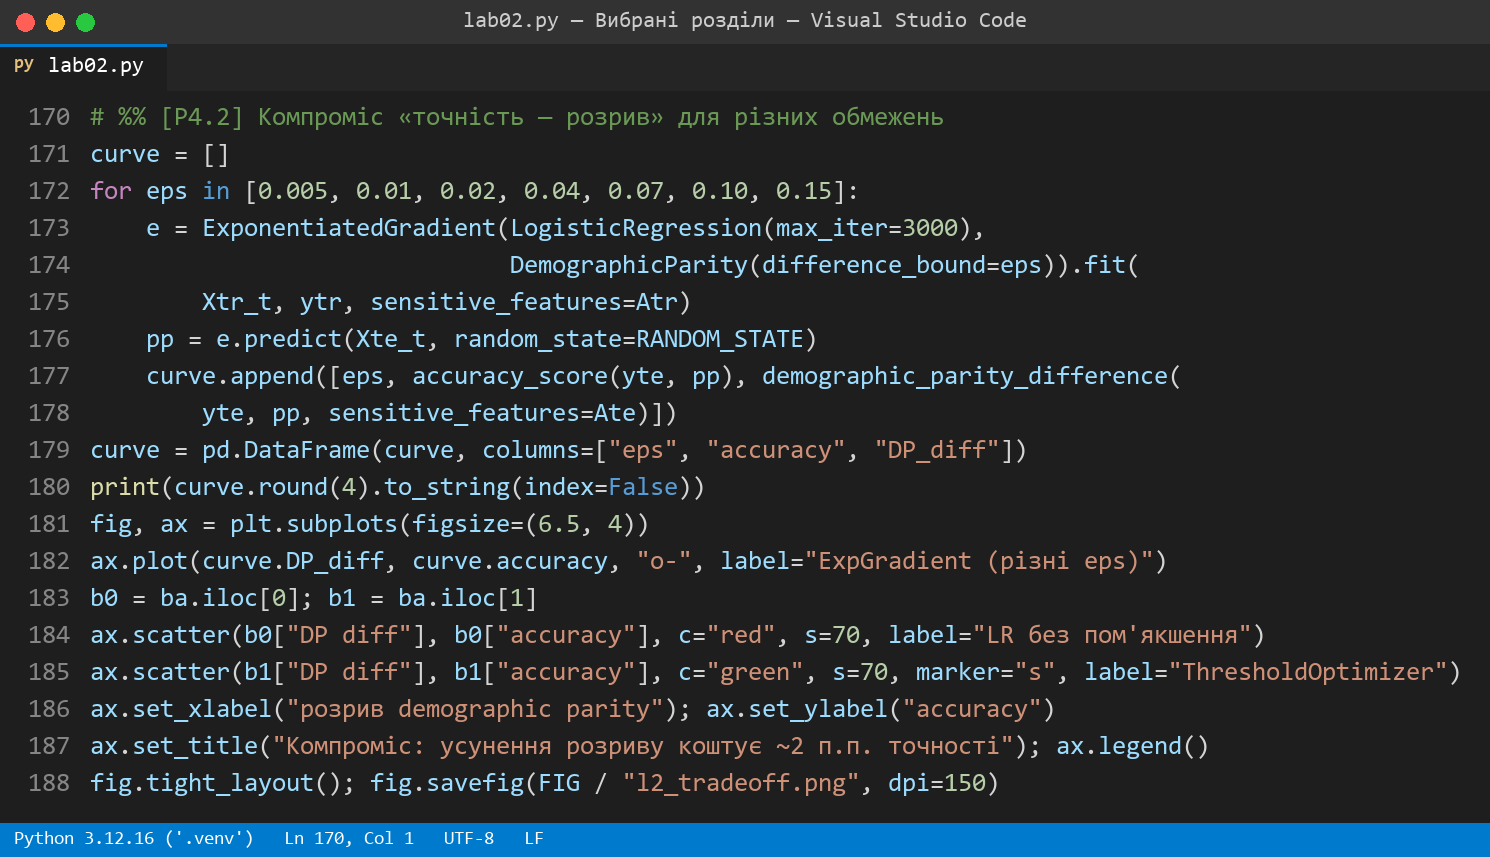 lab02.py — Вибрані розділи — Visual Studio Code
py lab02.py
170 # %% [P4.2] Компроміс «точність — розрив» для різних обмежень
171 curve = []
172 for eps in [0.005, 0.01, 0.02, 0.04, 0.07, 0.10, 0.15]:
173     e = ExponentiatedGradient(LogisticRegression(max_iter=3000),
174                               DemographicParity(difference_bound=eps)).fit(
175         Xtr_t, ytr, sensitive_features=Atr)
176     pp = e.predict(Xte_t, random_state=RANDOM_STATE)
177     curve.append([eps, accuracy_score(yte, pp), demographic_parity_difference(
178         yte, pp, sensitive_features=Ate)])
179 curve = pd.DataFrame(curve, columns=["eps", "accuracy", "DP_diff"])
180 print(curve.round(4).to_string(index=False))
181 fig, ax = plt.subplots(figsize=(6.5, 4))
182 ax.plot(curve.DP_diff, curve.accuracy, "o-", label="ExpGradient (різні eps)")
183 b0 = ba.iloc[0]; b1 = ba.iloc[1]
184 ax.scatter(b0["DP diff"], b0["accuracy"], c="red", s=70, label="LR без пом'якшення")
185 ax.scatter(b1["DP diff"], b1["accuracy"], c="green", s=70, marker="s", label="ThresholdOptimizer")
186 ax.set_xlabel("розрив demographic parity"); ax.set_ylabel("accuracy")
187 ax.set_title("Компроміс: усунення розриву коштує ~2 п.п. точності"); ax.legend()
188 fig.tight_layout(); fig.savefig(FIG / "l2_tradeoff.png", dpi=150)
Python 3.12.16 ('.venv') Ln 170, Col 1 UTF-8 LF